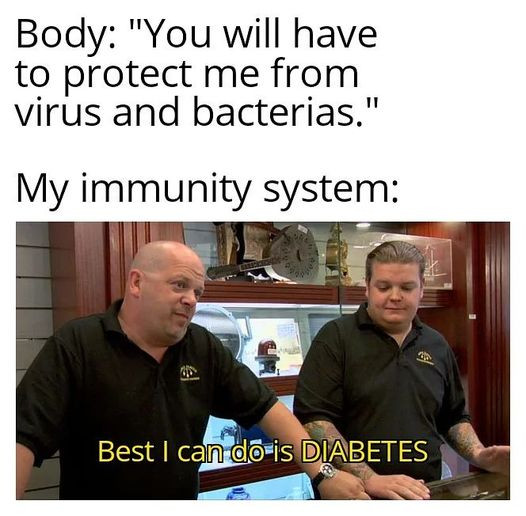 Body: "You will have
to protect me from
virus and bacterias."
My immunity system:
Best I can do is DIABETES